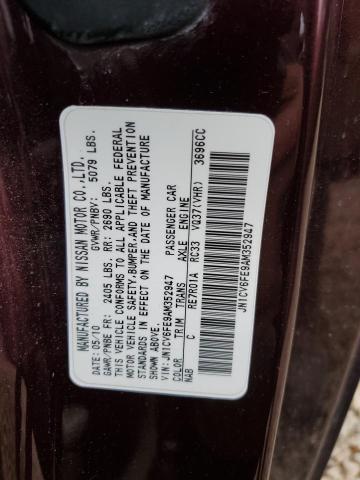 MANUFACTURED BY NISSAN MOTOR CO.,LTD.
05/10 GVWR/PNBV: 5079 LBS.
GAWR/PNBE FR: 2405 LBS. RR: 2690 LBS.
THIS VEHICLE CONFORMS TO ALL APPLICABLE FEDERAL
MOTOR VEHICLE SAFETY,BUMPER,AND THEFT PREVENTION
STANDARDS IN EFFECT ON THE DATE OF MANUFACTURE
SHOWN ABOVE.
VIN: JN1CV6FE9AM352947 PASSENGER CAR
COLOR TRIM TRANS AXLE ENGINE
NAB C RE7R01A RC33 VQ37(VHR) 3696CC
JN1CV6FE9AM352947